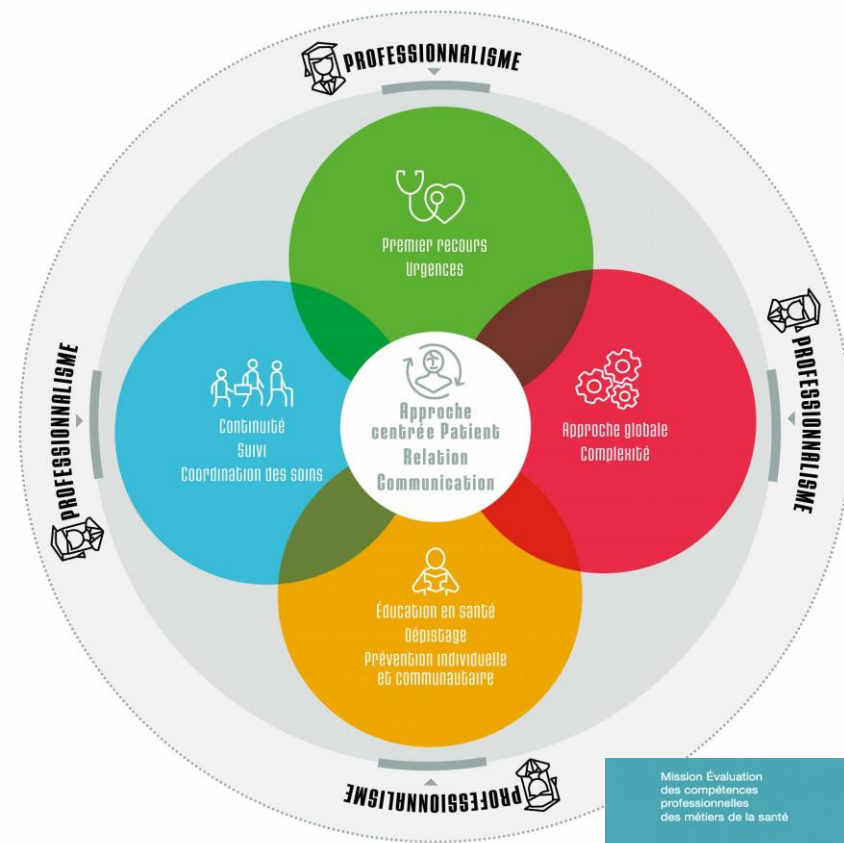 PROFESSIONNALISME
Premier recours
Urgences
PROFESSIONNALISME
PROFESSIONNALISME
Continuité
Suivi
Coordination des soins
Approche
centrée Patient
Relation
Communication
Approche globale
Complexité
Éducation en santé
Dépistage
Prévention individuelle
et communautaire
PROFESSIONNALISME
Mission Évaluation
des compétences
professionnelles
des métiers de la santé